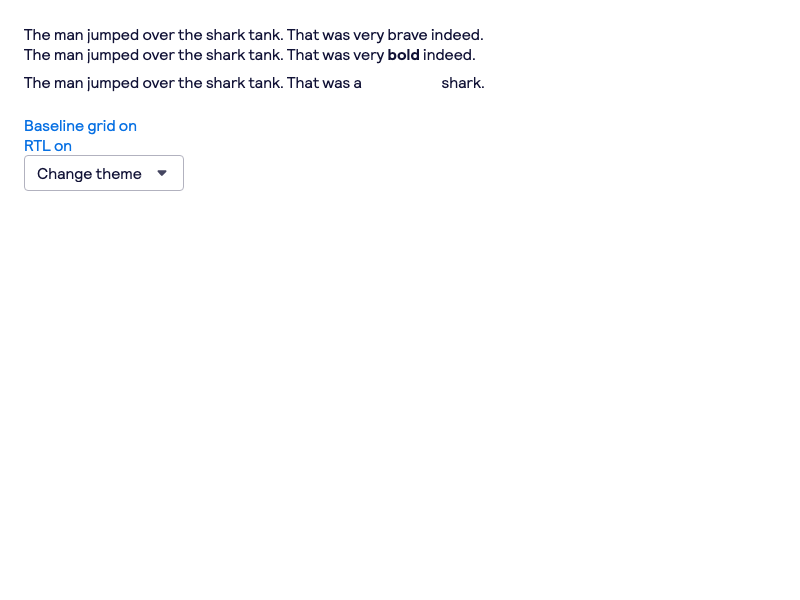 The man jumped over the shark tank. That was very brave indeed.
The man jumped over the shark tank. That was very bold indeed.
The man jumped over the shark tank. That was a shark.
Baseline grid on
RTL on
Change theme